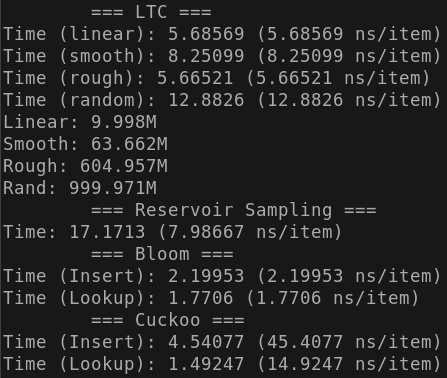 === LTC ===
Time (linear): 5.68569 (5.68569 ns/item)
Time (smooth): 8.25099 (8.25099 ns/item)
Time (rough): 5.66521 (5.66521 ns/item)
Time (random): 12.8826 (12.8826 ns/item)
Linear: 9.998M
Smooth: 63.662M
Rough: 604.957M
Rand: 999.971M
=== Reservoir Sampling ===
Time: 17.1713 (7.98667 ns/item)
=== Bloom ===
Time (Insert): 2.19953 (2.19953 ns/item)
Time (Lookup): 1.7706 (1.7706 ns/item)
=== Cuckoo ===
Time (Insert): 4.54077 (45.4077 ns/item)
Time (Lookup): 1.49247 (14.9247 ns/item)